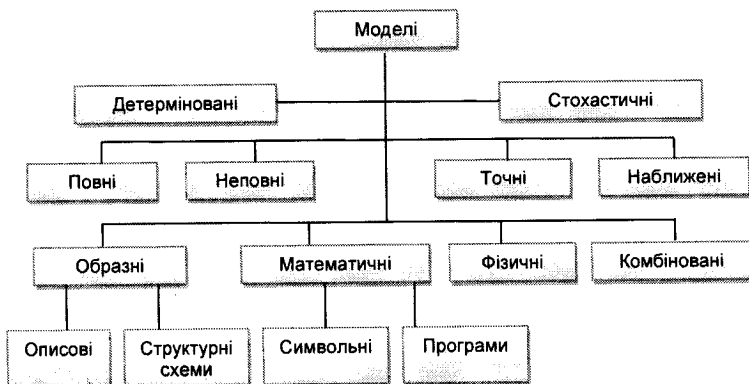 Моделі
Детерміновані
Стохастичні
Повні
Неповні
Точні
Наближені
Образні
Математичні
Фізичні
Комбіновані
Описові
Структурні
схеми
Символьні
Програми